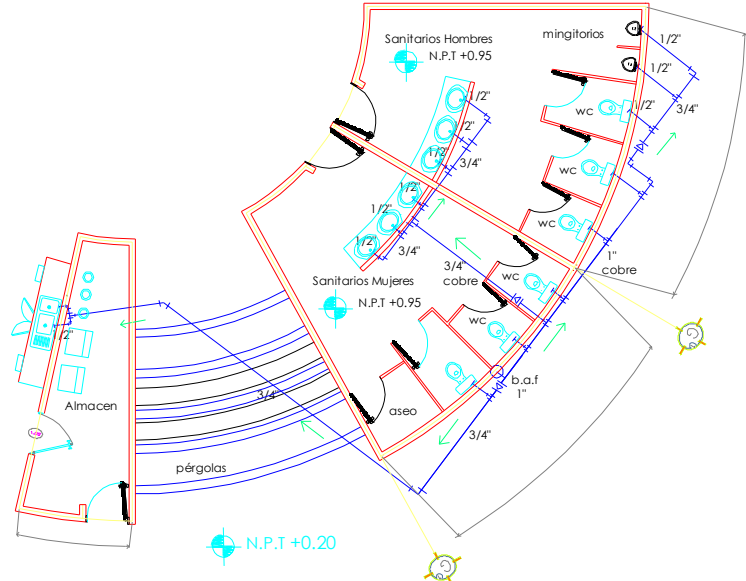 Sanitarios Hombres
N.P.T +0.95
mingitorios
1/2"
1/2"
1/2"
3/4"
wc
wc
wc
1/2"
2"
1/2"
3/4"
1/2"
1/2"
1/2"
3/4"
1"
cobre
3/4"
cobre
Sanitarios Mujeres
N.P.T +0.95
wc
wc
b.a.f
1"
3/4"
aseo
1/2"
3/4"
Almacen
pérgolas
N.P.T +0.20